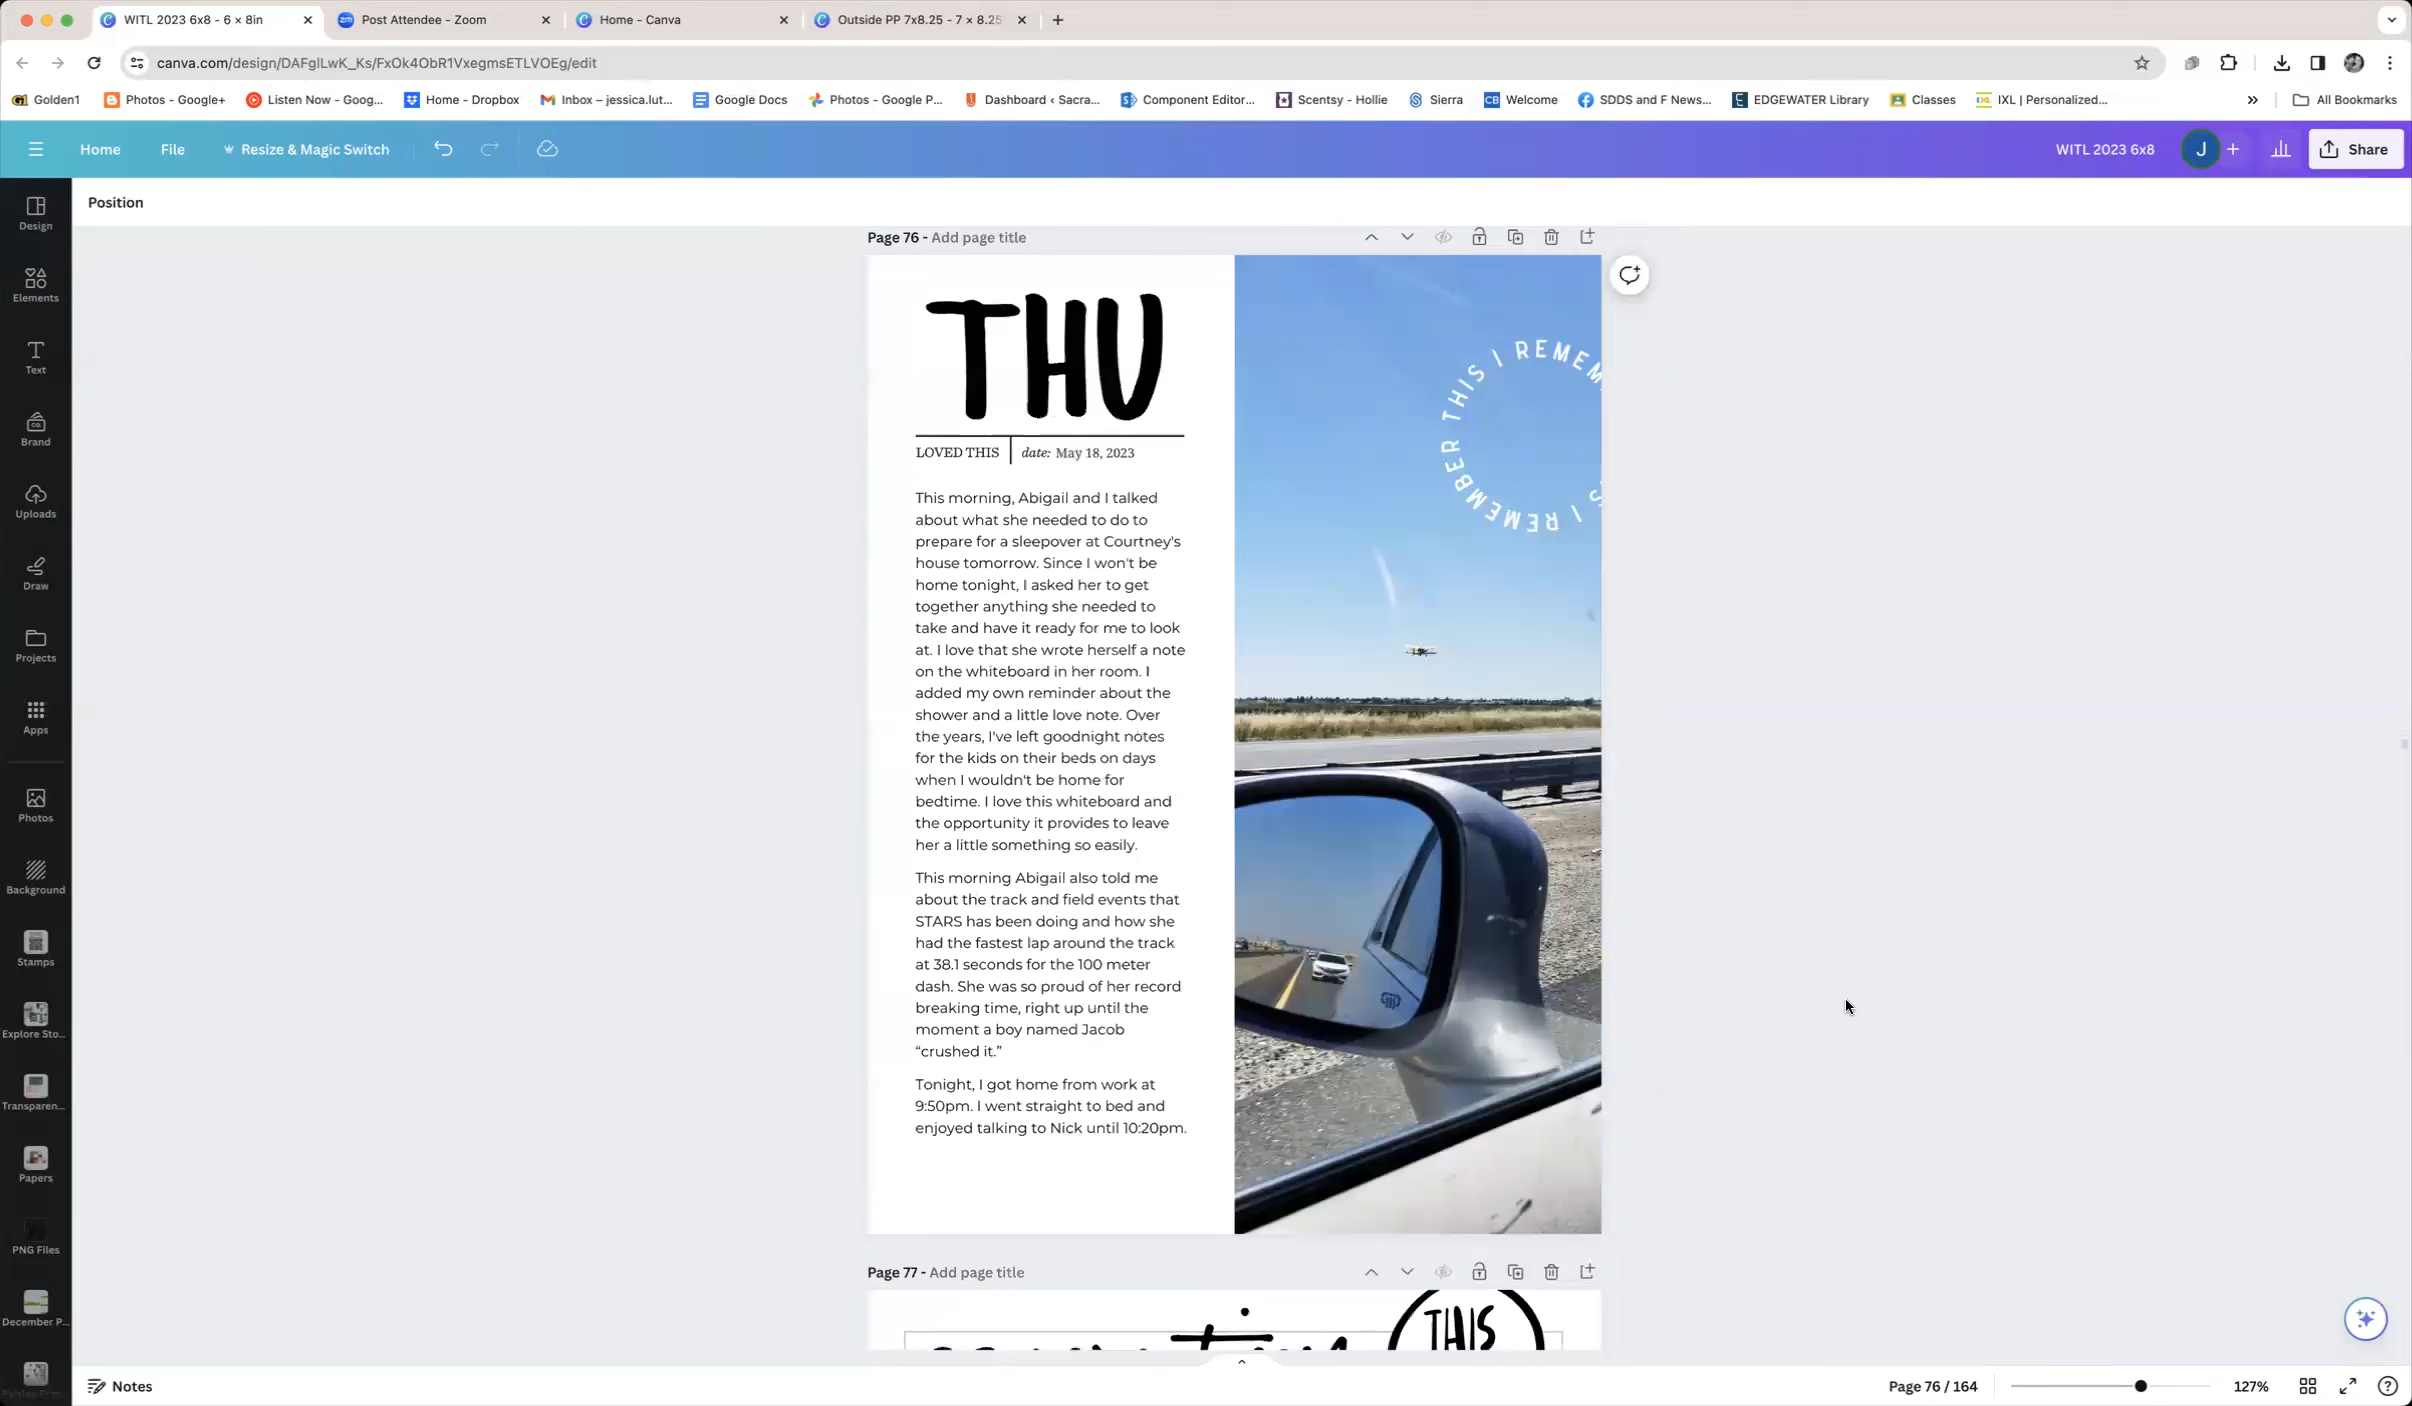 WITL 2023 6x8 - 6 × 8in
Post Attendee - Zoom
Home - Canva
Outside PP 7x8.25 - 7 × 8.25
canva.com/design/DAFglLwK_Ks/FxOk4ObR1VxegmsETLVOEg/edit
Golden1
Photos - Google+
Listen Now - Goog...
Home - Dropbox
Inbox – jessica.lut...
Google Docs
Photos - Google P...
Dashboard ‹ Sacra...
Component Editor...
Scentsy - Hollie
Sierra
Welcome
SDDS and F News...
EDGEWATER Library
Classes
IXL | Personalized...
All Bookmarks
Home
File
Resize & Magic Switch
WITL 2023 6x8
J
Share
Position
Design
Elements
Text
Brand
Uploads
Draw
Projects
Apps
Photos
Background
Stamps
Explore Sto...
Transparen...
Papers
PNG Files
December P...
Page 76 - Add page title
THU
LOVED THIS
date: May 18, 2023
This morning, Abigail and I talked
about what she needed to do to
prepare for a sleepover at Courtney's
house tomorrow. Since I won't be
home tonight, I asked her to get
together anything she needed to
take and have it ready for me to look
at. I love that she wrote herself a note
on the whiteboard in her room. I
added my own reminder about the
shower and a little love note. Over
the years, I've left goodnight notes
for the kids on their beds on days
when I wouldn't be home for
bedtime. I love this whiteboard and
the opportunity it provides to leave
her a little something so easily.
This morning Abigail also told me
about the track and field events that
STARS has been doing and how she
had the fastest lap around the track
at 38.1 seconds for the 100 meter
dash. She was so proud of her record
breaking time, right up until the
moment a boy named Jacob
“crushed it.”
Tonight, I got home from work at
9:50pm. I went straight to bed and
enjoyed talking to Nick until 10:20pm.
I REMEMBER THIS I REMEM
Page 77 - Add page title
THIS
Notes
Page 76 / 164
127%